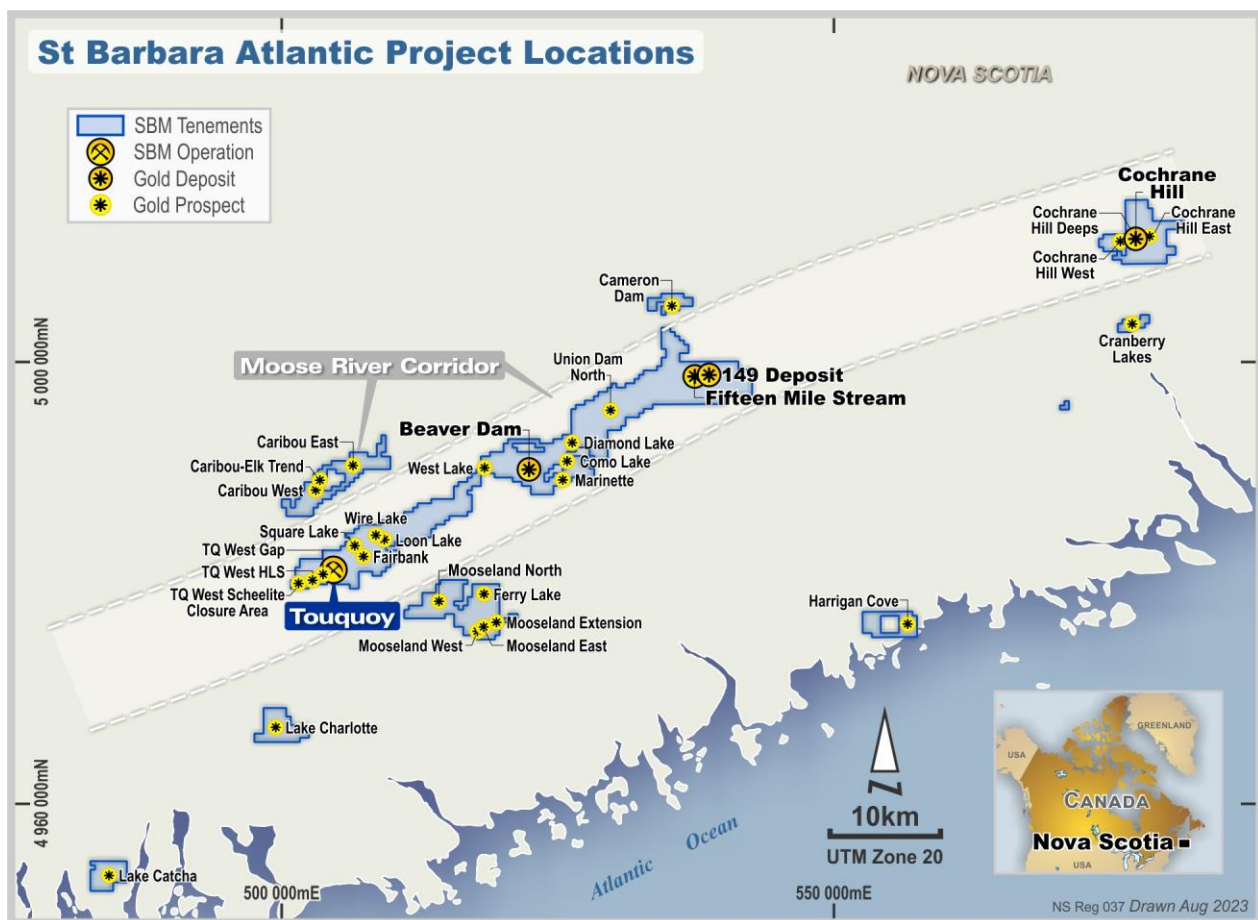 St Barbara Atlantic Project Locations
NOVA SCOTIA
SBM Tenements
SBM Operation
Gold Deposit
Gold Prospect
Cochrane
Hill
Cochrane
Hill Deeps
Cochrane
Hill East
Cochrane
Hill West
Cameron
Dam
Cranberry
Lakes
5 000 000mN
Moose River Corridor
Union Dam
North
149 Deposit
Fifteen Mile Stream
Beaver Dam
Diamond Lake
Como Lake
Marinette
West Lake
Caribou East
Caribou-Elk Trend
Caribou West
Wire Lake
Square Lake
Loon Lake
TQ West Gap
Fairbank
TQ West HLS
TQ West Scheelite
Closure Area
Touquoy
Mooseland North
Ferry Lake
Mooseland Extension
Mooseland West
Mooseland East
Harrigan Cove
Lake Charlotte
4 960 000mN
Lake Catcha
500 000mE
550 000mE
Atlantic Ocean
N
10km
UTM Zone 20
GREENLAND
USA
CANADA
Nova Scotia
USA
NS Reg 037 Drawn Aug 2023